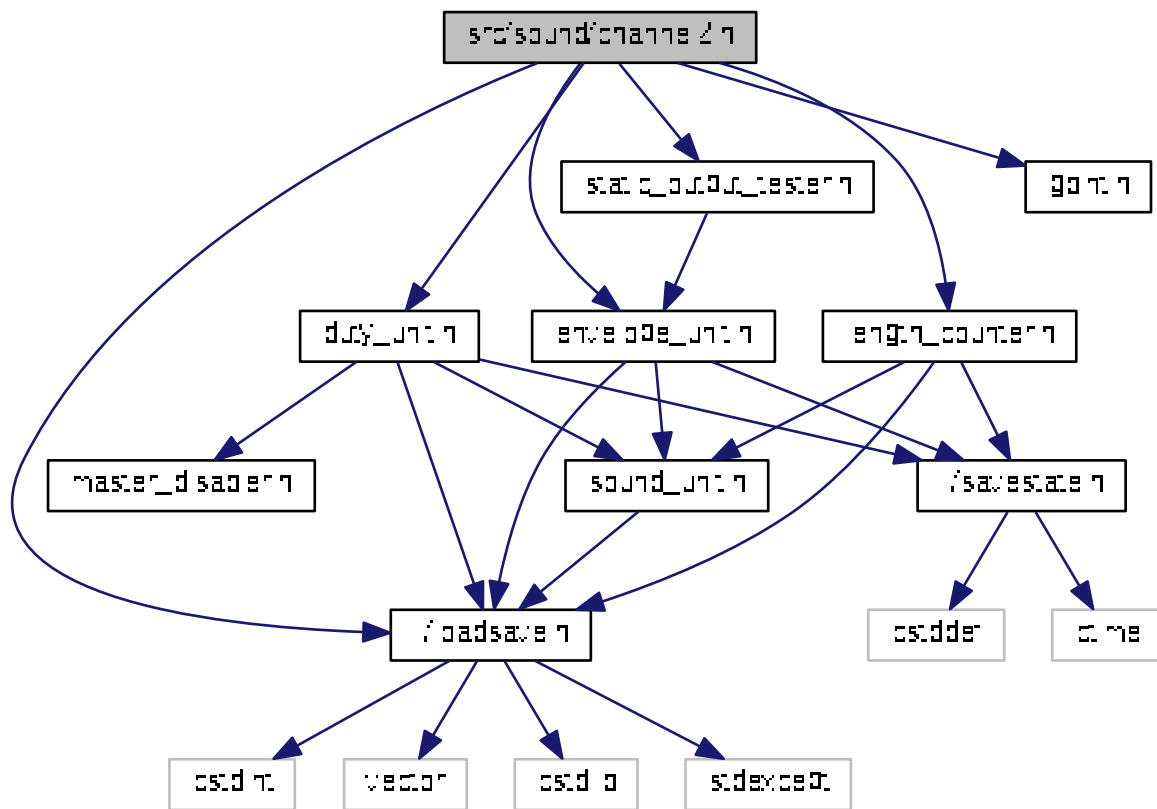 src/sound/channel2.h
static_output_tester.h
gbint.h
duty_unit.h
envelope_unit.h
length_counter.h
master_disabler.h
sound_unit.h
../savestate.h
../loadsave.h
cstddef
ctime
cstdint
vector
cstdio
stdexcept